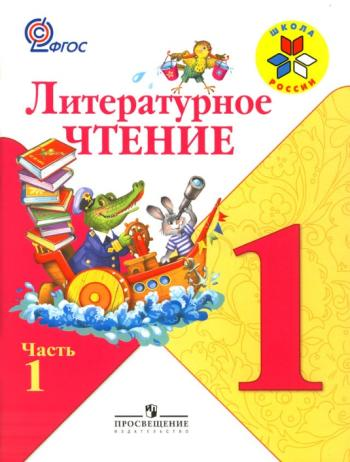 ФГОС
ШКОЛА
РОССИИ
Литературное
ЧТЕНИЕ
1
Часть
1
ПРОСВЕЩЕНИЕ
ИЗДАТЕЛЬСТВО